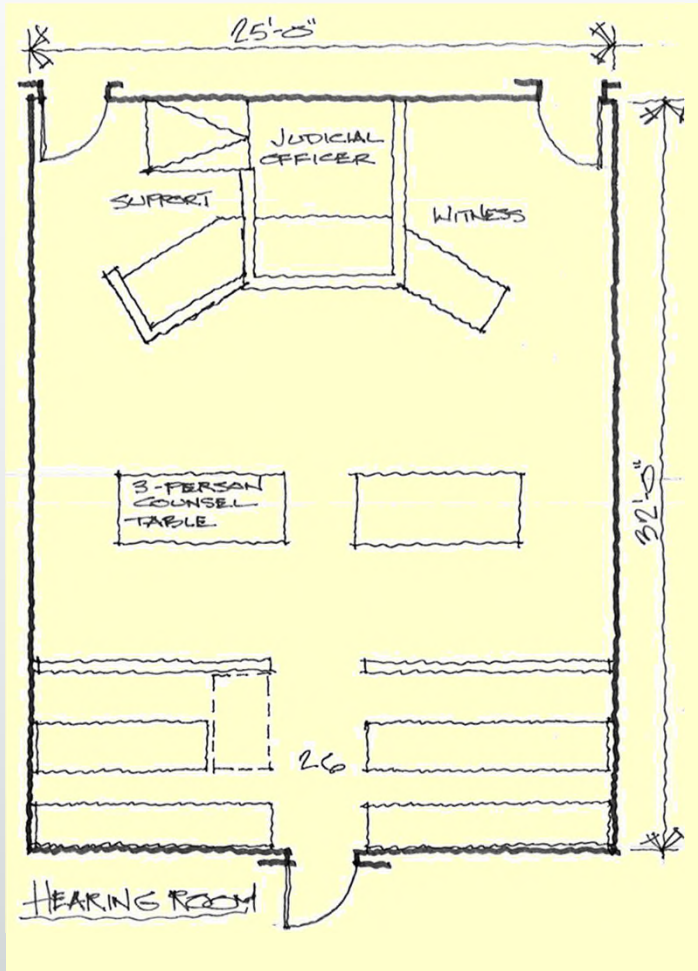 25'-0"
JUDICIAL
OFFICER
SUPPORT
WITNESS
3-PERSON
COUNSEL
TABLE
32'-0"
26
HEARING ROOM